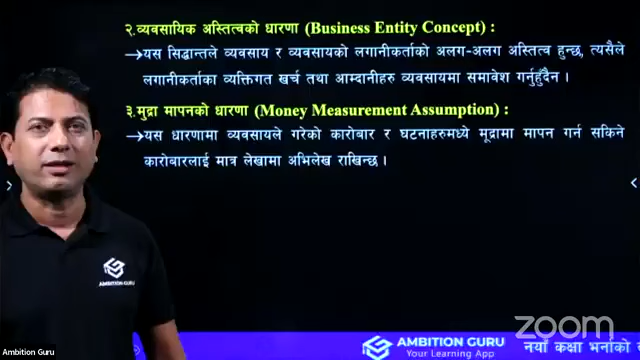 २. व्यवसायिक अस्तित्वको धारणा (Business Entity Concept) :
→यस सिद्धान्तले व्यवसाय र व्यवसायको लगानीकर्ताको अलग-अलग अस्तित्व हुन्छ, त्यसैले
लगानीकर्ताका व्यक्तिगत खर्च तथा आम्दानीहरु व्यवसायमा समावेश गर्नुहुँदैन ।
३. मुद्रा मापनको धारणा (Money Measurement Assumption) :
→यस धारणामा व्यवसायले गरेको कारोबार र घटनाहरुमध्ये मूद्रामा मापन गर्न सकिने
कारोबारलाई मात्र लेखामा अभिलेख राखिन्छ ।
AMBITION GURU
zoom
AMBITION GURU
Your Learning App
नयाँ कक्षा भर्नाको
Ambition Guru